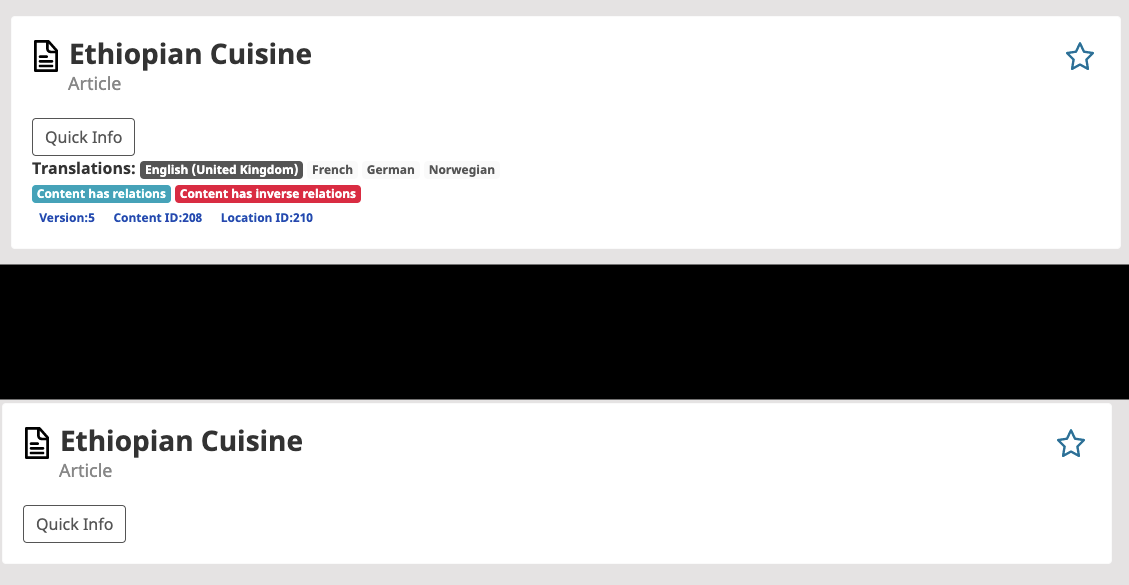 Ethiopian Cuisine
Article
Quick Info
Translations: English (United Kingdom) French German Norwegian
Content has relations Content has inverse relations
Version:5 Content ID:208 Location ID:210
Ethiopian Cuisine
Article
Quick Info